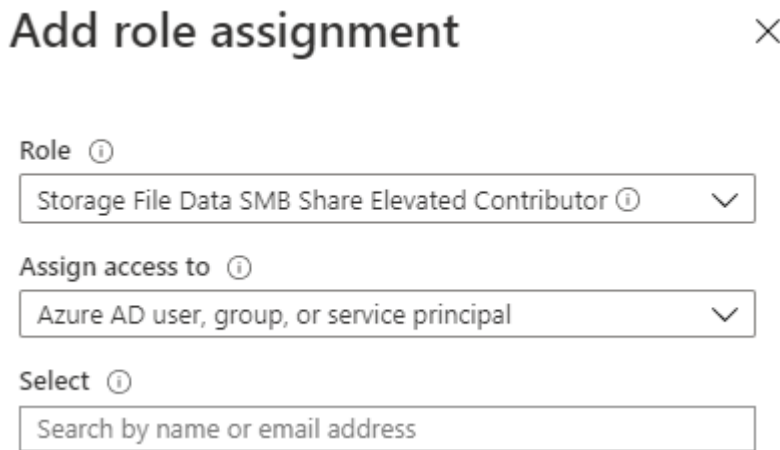 Add role assignment
Role
Storage File Data SMB Share Elevated Contributor
Assign access to
Azure AD user, group, or service principal
Select
Search by name or email address